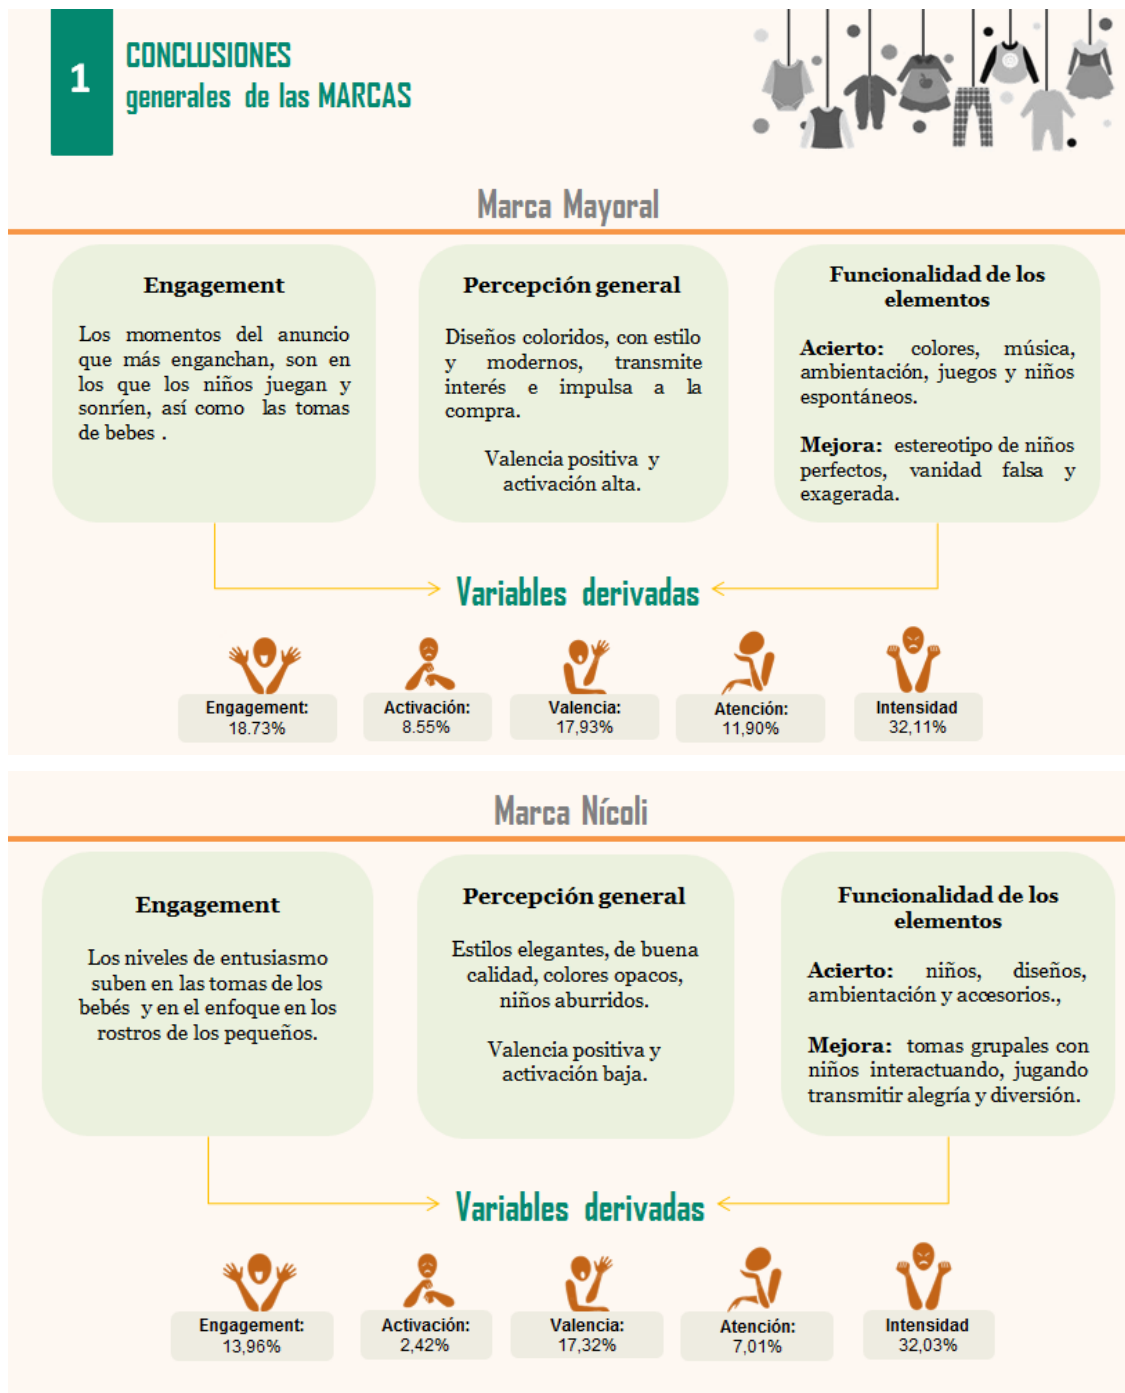 1
CONCLUSIONES
generales de las MARCAS
Marca Mayoral
Engagement
Los momentos del anuncio
que más enganchan, son en
los que los niños juegan y
sonríen, así como las tomas
de bebes .
Percepción general
Diseños coloridos, con estilo
y modernos, transmite
interés e impulsa a la
compra.
Valencia positiva y
activación alta.
Funcionalidad de los
elementos
Acierto: colores, música,
ambientación, juegos y niños
espontáneos.
Mejora: estereotipo de niños
perfectos, vanidad falsa y
exagerada.
Variables derivadas
Engagement:
18.73%
Activación:
8.55%
Valencia:
17,93%
Atención:
11,90%
Intensidad
32,11%
Marca Nícoli
Engagement
Los niveles de entusiasmo
suben en las tomas de los
bebés y en el enfoque en los
rostros de los pequeños.
Percepción general
Estilos elegantes, de buena
calidad, colores opacos,
niños aburridos.
Valencia positiva y
activación baja.
Funcionalidad de los
elementos
Acierto: niños, diseños,
ambientación y accesorios.,
Mejora: tomas grupales con
niños interactuando, jugando
transmitir alegría y diversión.
Variables derivadas
Engagement:
13,96%
Activación:
2,42%
Valencia:
17,32%
Atención:
7,01%
Intensidad
32,03%